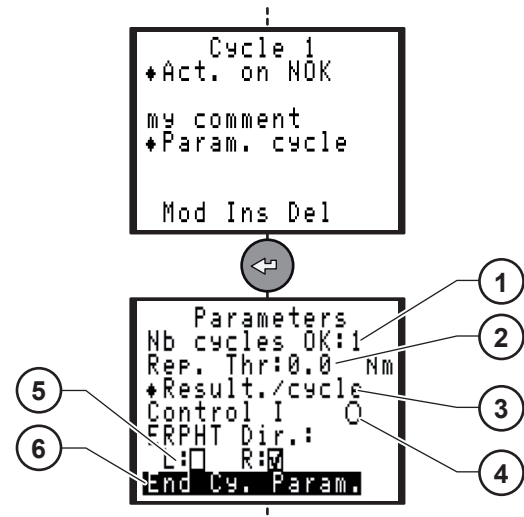 Cycle 1
♦Act. on NOK
my comment
♦Param. cycle
Mod Ins Del
1
Parameters
Nb cycles OK:1
2
Rep. Thr:0.0 Nm
5
♦Result./cycle
3
Control I O
6
ERPHT Dir.:
4
L:☐ R:☑
End Cy. Param.